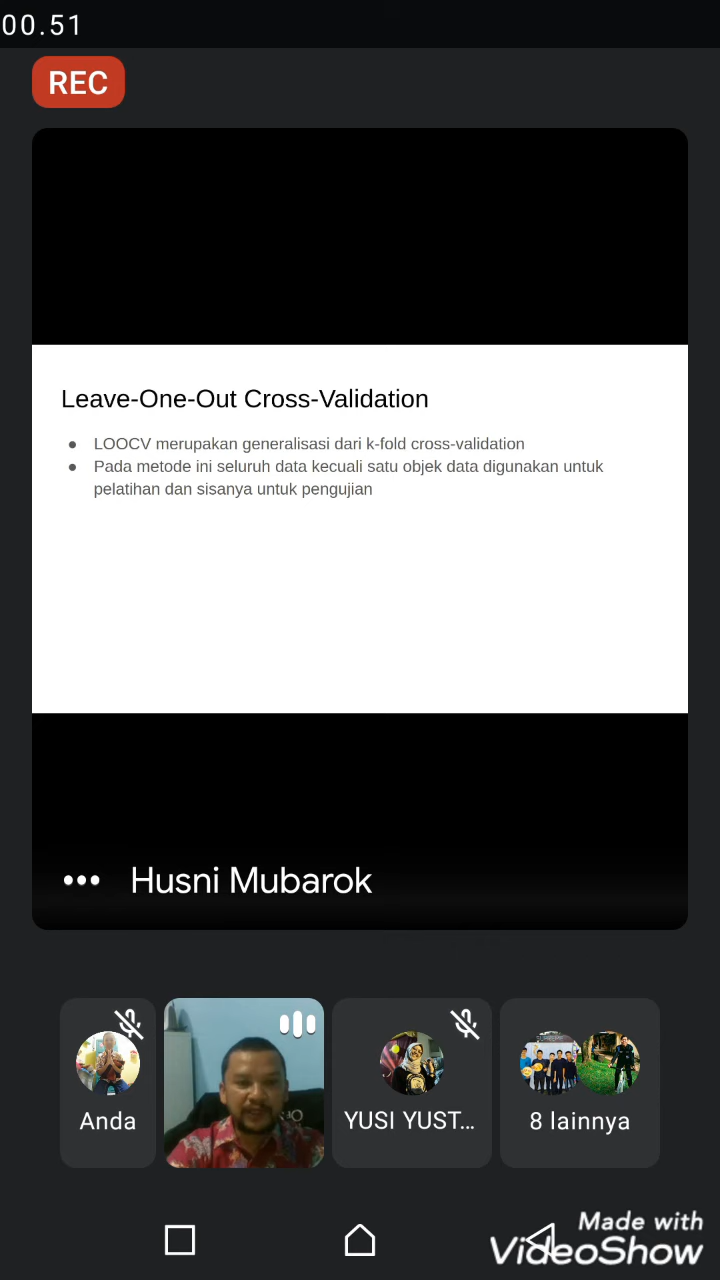 00.51
REC
Leave-One-Out Cross-Validation
● LOOCV merupakan generalisasi dari k-fold cross-validation
● Pada metode ini seluruh data kecuali satu objek data digunakan untuk
pelatihan dan sisanya untuk pengujian
Husni Mubarok
Anda
YUSI YUST...
8 lainnya
Made with
VideoShow